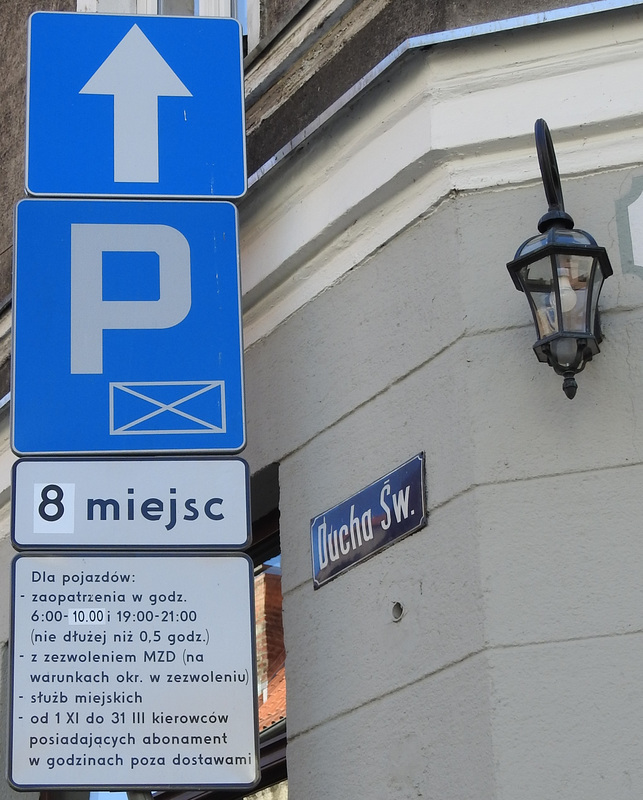 P
8 miejsc
Ducha Św.
Dla pojazdów:
- zaopatrzenia w godz.
6:00-10.00 i 19:00-21:00
(nie dłużej niż 0,5 godz.)
- z zezwoleniem MZD (na
warunkach okr. w zezwoleniu)
- służb miejskich
- od 1 XI do 31 III kierowców
posiadających abonament
w godzinach poza dostawami